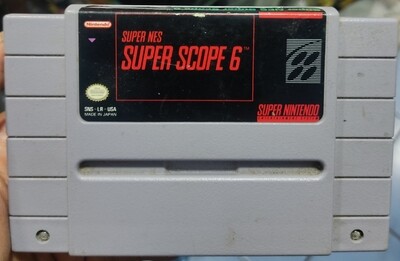 Nintendo
SUPER NES
SUPER SCOPE 6™
SNS - LR - USA
MADE IN JAPAN
SUPER NINTENDO